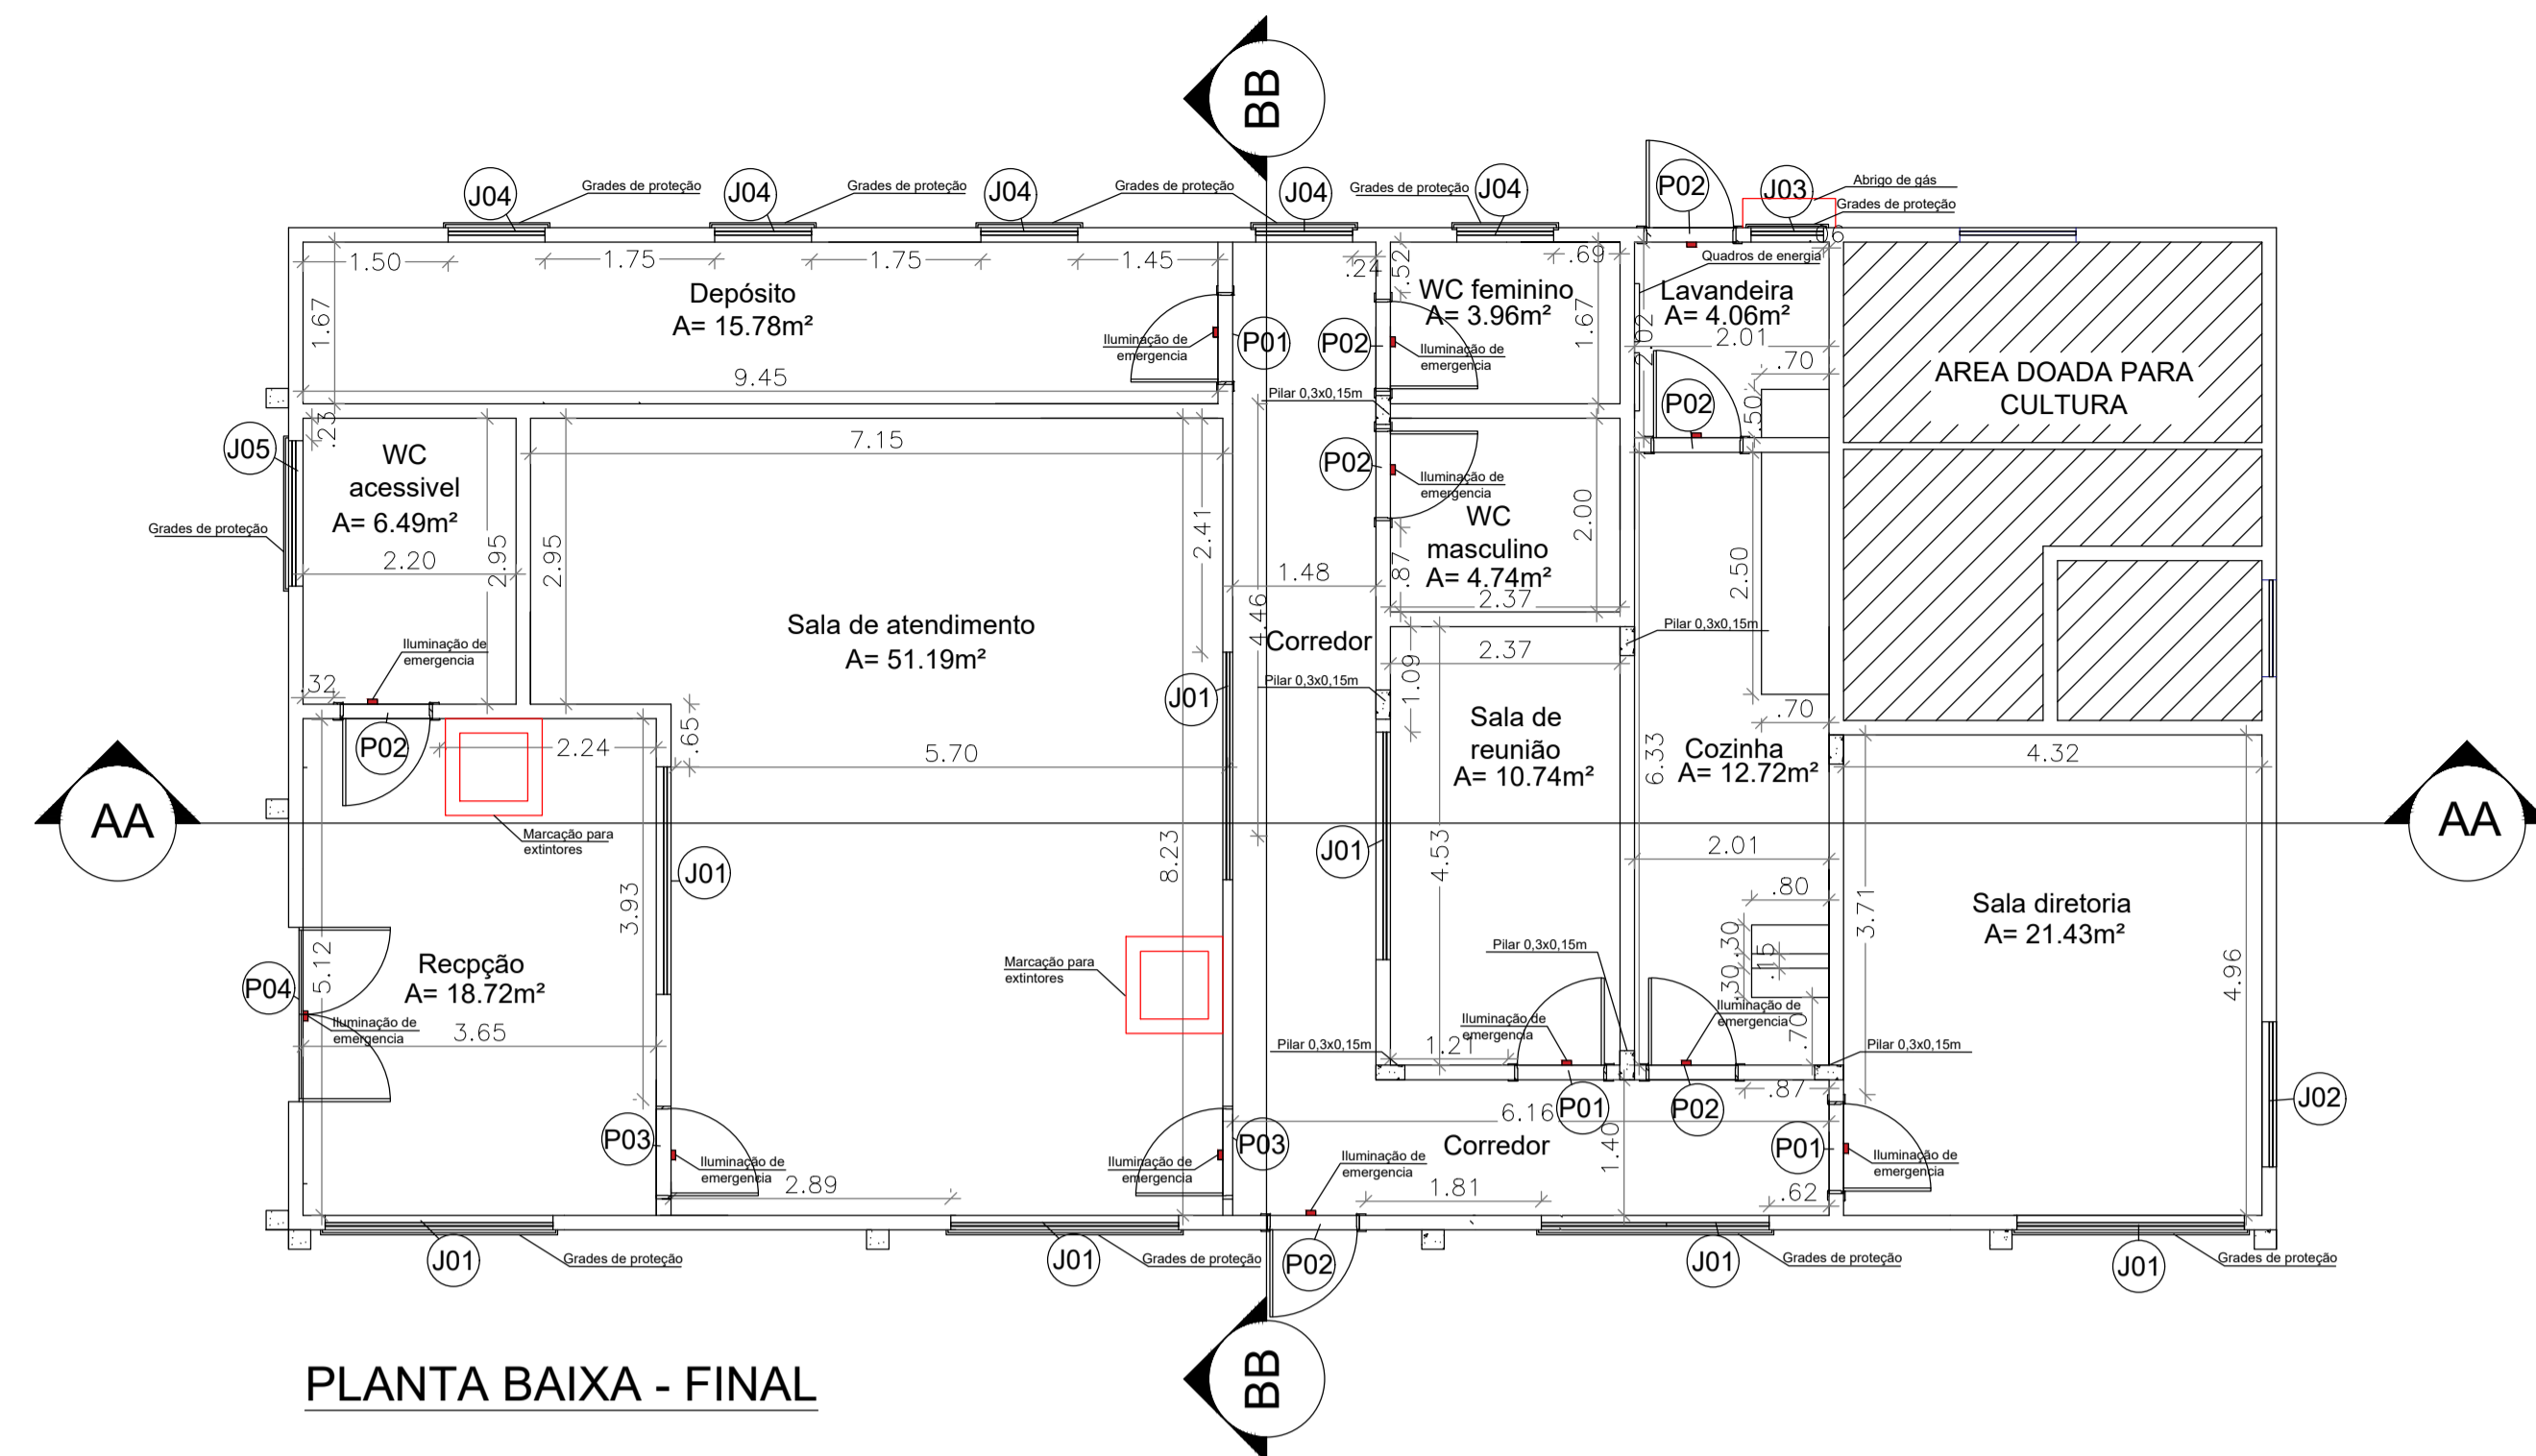 BB
J04
Grades de proteção
J04
Grades de proteção
J04
Grades de proteção
J04
Grades de proteção
J04
P02
J03
Abrigo de gás
Grades de proteção
.06
1.50
1.75
1.75
1.45
.24
.52
.69
Quadros de energia
Depósito
A= 15.78m²
1.67
9.45
Iluminação de
emergencia
P01
P02
WC feminino
A= 3.96m²
Iluminação de
emergencia
1.67
Lavandeira
A= 4.06m²
2.02
2.01
.70
.50
P02
AREA DOADA PARA
CULTURA
Pilar 0,3x0,15m
.23
J05
Grades de proteção
WC
acessivel
A= 6.49m²
2.20
2.95
2.95
7.15
2.41
P02
Iluminação de
emergencia
WC
masculino
A= 4.74m²
2.37
2.00
.87
1.48
4.46
2.50
Sala de atendimento
A= 51.19m²
Corredor
Pilar 0,3x0,15m
Pilar 0,3x0,15m
Iluminação de
emergencia
.32
P02
2.24
.65
5.70
J01
2.37
1.09
Sala de
reunião
A= 10.74m²
6.33
Cozinha
A= 12.72m²
.70
4.32
AA
AA
Marcação para
extintores
J01
3.93
8.23
J01
4.53
2.01
.80
.30
.15
.30
3.71
Sala diretoria
A= 21.43m²
4.96
Recpção
A= 18.72m²
5.12
3.65
P04
Iluminação de
emergencia
Marcação para
extintores
Pilar 0,3x0,15m
Iluminação de
emergencia
Iluminação de
emergencia
.70
Pilar 0,3x0,15m
1.21
Pilar 0,3x0,15m
.87
P03
Iluminação de
emergencia
2.89
Iluminação de
emergencia
P03
6.16
P01
P02
Corredor
1.40
P01
Iluminação de
emergencia
J02
Iluminação de
emergencia
1.81
.62
J01
Grades de proteção
J01
Grades de proteção
P02
J01
Grades de proteção
J01
Grades de proteção
BB
PLANTA BAIXA - FINAL